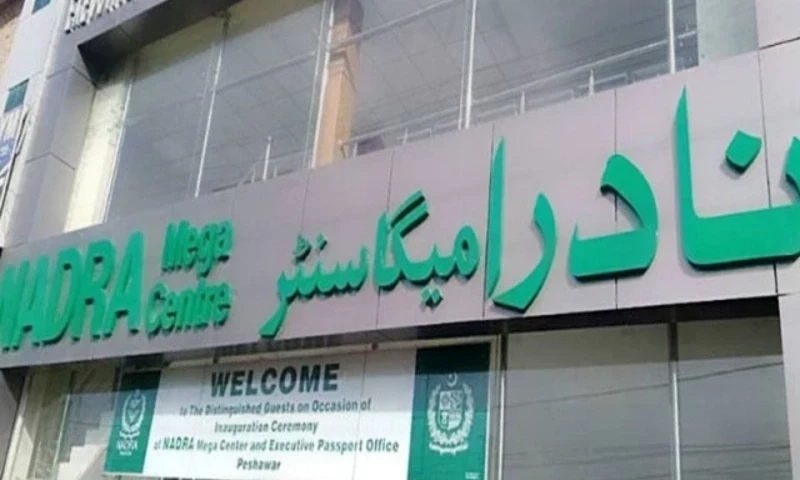 NADRA Mega Centre
نادرا میگا سنٹر
WELCOME
to The Distinguished Guests on Occasion of
Inauguration Ceremony
of NADRA Mega Center and Executive Passport Office
Peshawar
NADRA